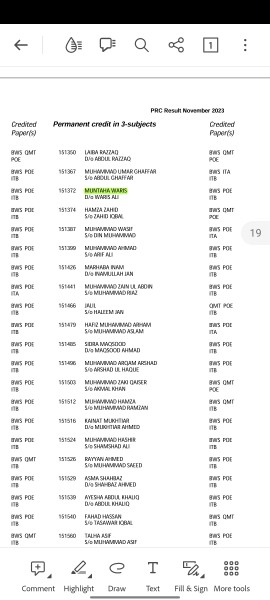 1
PRC Result November 2023
Credited Permanent credit in 3-subjects Credited
Paper(s) Paper(s)
BWS QMT 151350 LAIBA RAZZAQ BWS QMT
POE D/o ABDUL RAZZAQ POE
BWS POE 151367 MUHAMMAD UMAR GHAFFAR BWS ITA
ITB S/o ABDUL GHAFFAR ITB
BWS POE 151372 MUNTAHA WARIS BWS POE
ITB D/o WARIS ALI ITB
BWS POE 151374 HAMZA ZAHID BWS QMT
ITB S/o ZAHID IQBAL POE
BWS POE 151387 MUHAMMAD WASIF BWS POE
ITA S/o DIN MUHAMMAD ITB
19
BWS POE 151399 MUHAMMAD AHMAD BWS POE
ITB S/o ARIF ALI ITB
BWS POE 151426 MARHABA INAM BWS POE
ITB D/o INAMULLAH JAN ITB
BWS POE 151441 MUHAMMAD ZAIN UL ABDIN BWS POE
ITA S/o MUHAMMAD RIAZ ITB
BWS POE 151466 JALIL QMT POE
ITB S/o HALEEM JAN ITB
BWS POE 151479 HAFIZ MUHAMMAD ARHAM BWS POE
ITB S/o MUHAMMAD ASLAM ITB
BWS POE 151485 SIDRA MAQSOOD BWS POE
ITB D/o MAQSOOD AHMAD ITB
BWS POE 151496 MUHAMMAD ARQAM ARSHAD BWS POE
ITB S/o ARSHAD UL HAQUE ITB
BWS POE 151503 MUHAMMAD ZAKI QAISER BWS QMT
ITB S/o AKMAL KHAN POE
BWS POE 151512 MUHAMMAD HAMZA BWS POE
ITB S/o MUHAMMAD RAMZAN ITB
BWS POE 151516 KAINAT MUKHTIAR BWS POE
ITB D/o MUKHTIAR AHMED ITB
BWS POE 151524 MUHAMMAD HASHIR BWS POE
ITB S/o SHAMSHAD ALI ITB
BWS QMT 151526 RAYYAN AHMED BWS POE
ITB S/o MUHAMMAD SAEED ITB
BWS POE 151529 ASMA SHAHBAZ BWS POE
ITB D/o SHAHBAZ AHMED ITB
BWS POE 151539 AYESHA ABDUL KHALIQ BWS POE
ITB D/o ABDUL KHALIQ ITB
BWS POE 151540 FAHAD HASSAN BWS QMT
ITB S/o TASAWAR IQBAL ITB
BWS QMT 151560 TALHA ASIF BWS POE
ITB S/o MUHAMMAD ASIF ITB
Comment Highlight Draw Text Fill & Sign More tools